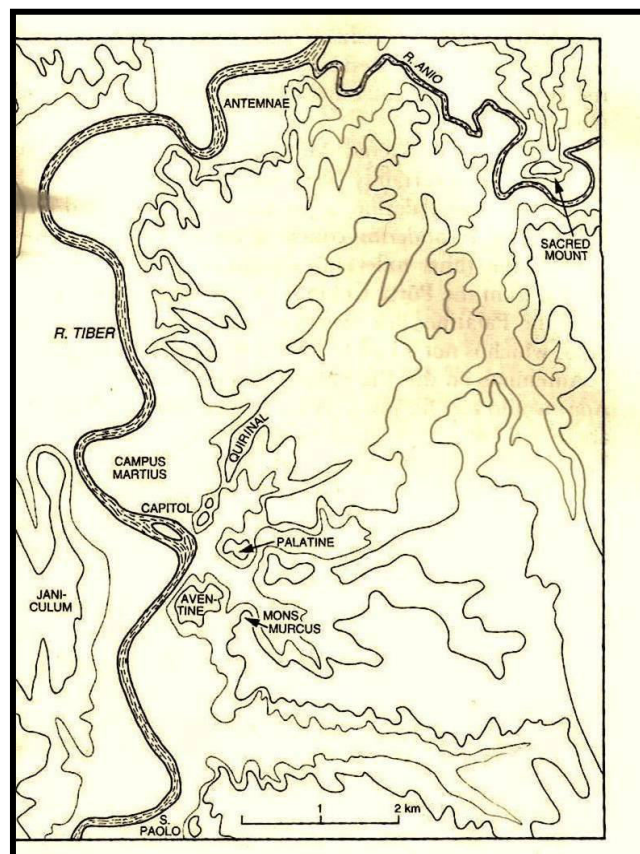 R. ANIO
ANTEMNAE
SACRED
MOUNT
R. TIBER
QUIRINAL
CAMPUS
MARTIUS
CAPITOL
PALATINE
JANI-
CULUM
AVEN-
TINE
MONS
MURCUS
S.
PAOLO
1
2 km